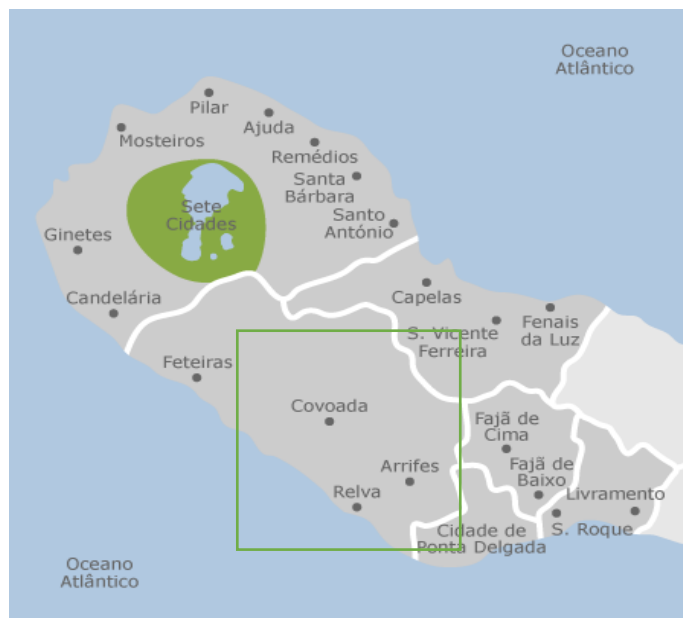 Oceano
Atlântico
Pilar
Ajuda
Mosteiros
Remédios
Santa
Bárbara
Sete
Cidades
Santo
António
Ginetes
Candelária
Capelas
S. Vicente
Ferreira
Fenais
da Luz
Feteiras
Covoada
Fajã de
Cima
Arrifes
Fajã de
Baixo
Relva
Livramento
Cidade de
Ponta Delgada
S. Roque
Oceano
Atlântico